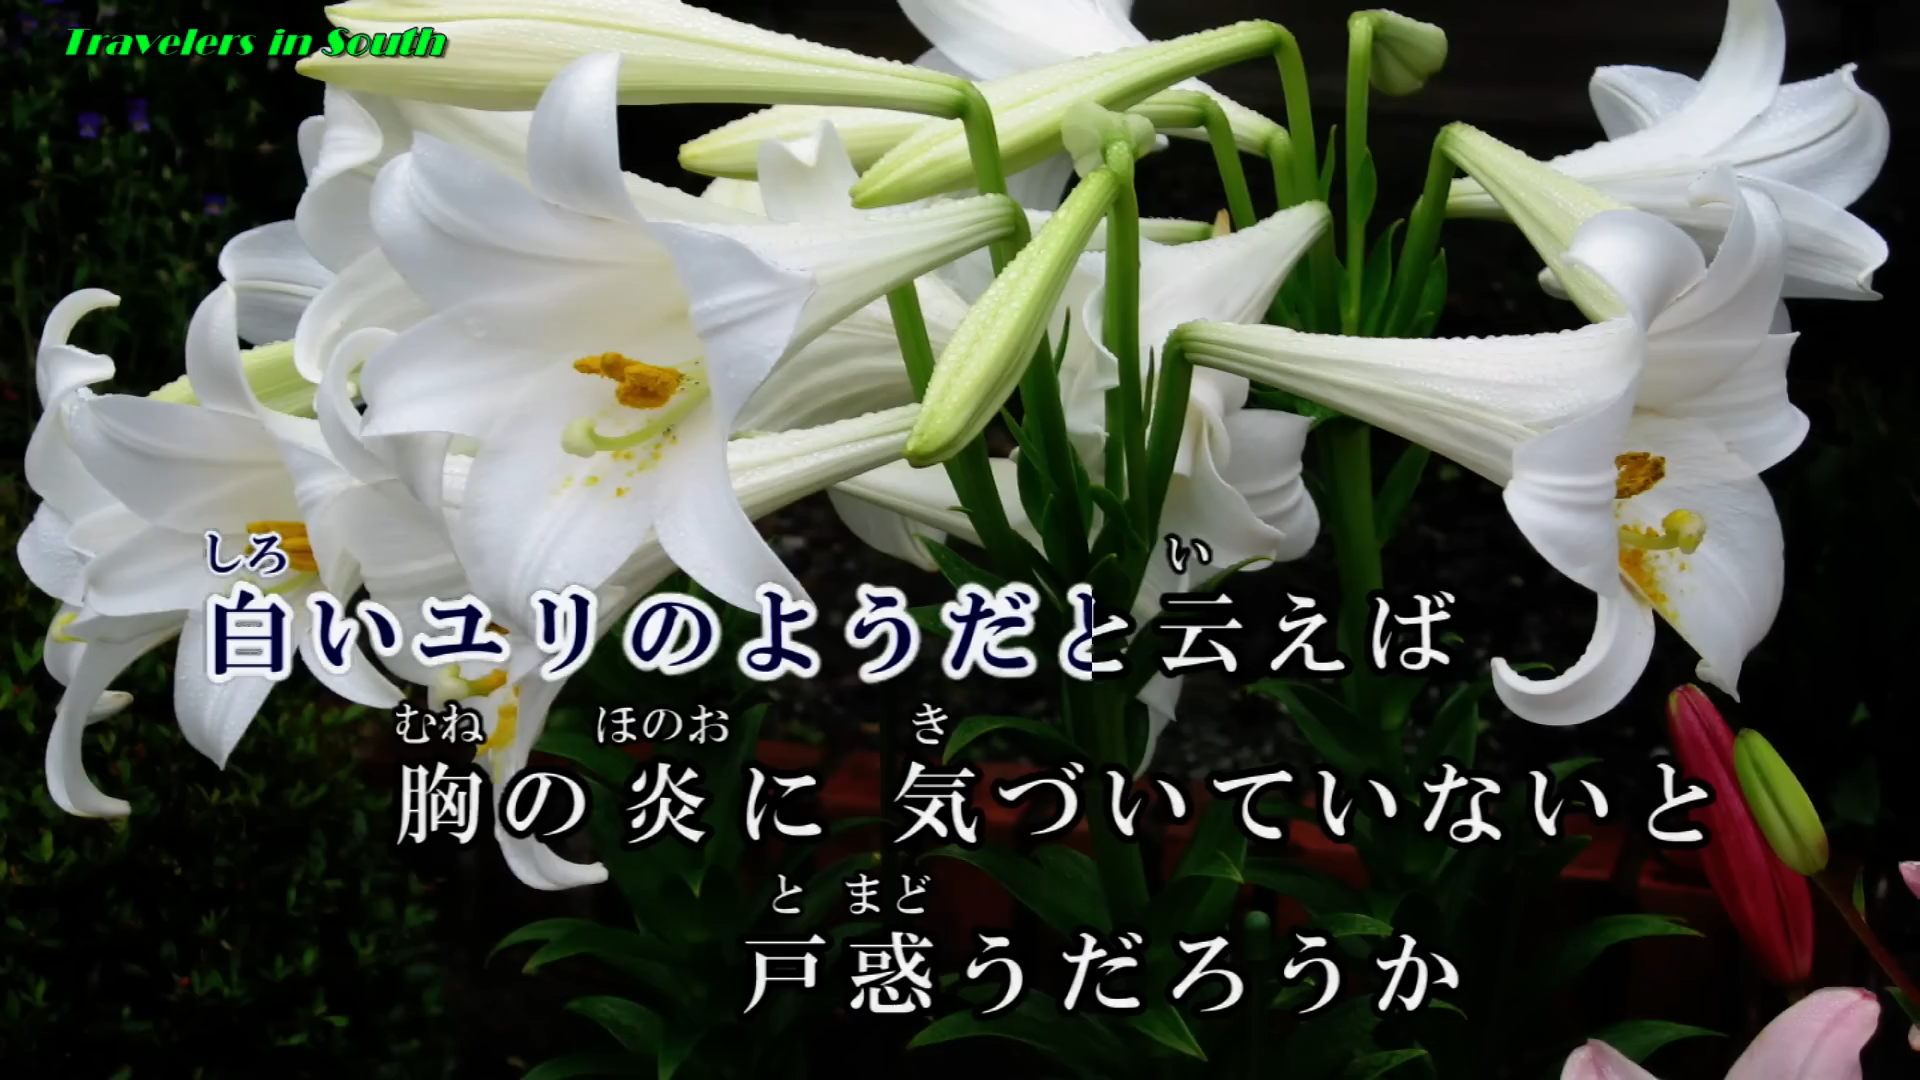 Travelers in South
しろ い
白いユリのようだと云えば
むね ほのお き
胸の炎に 気づいていないと
と まど
戸惑うだろうか